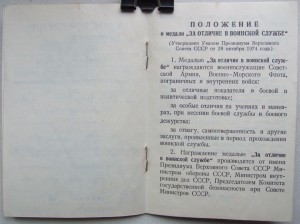 ПОЛОЖЕНИЕ
о медали „ЗА ОТЛИЧИЕ В ВОИНСКОЙ СЛУЖБЕ“
(Утверждено Указом Президиума Верховного
Совета СССР от 28 октября 1974 года)
1. Медалью „За отличие в воинской служ-
бе“ награждаются военнослужащие Совет-
ской Армии, Военно-Морского Флота,
пограничных и внутренних войск:
за отличные показатели в боевой и по-
литической подготовке;
за особые отличия на учениях и манев-
рах, при несении боевой службы и боевого
дежурства;
за отвагу, самоотверженность и другие
заслуги, проявленные в период прохождения
воинской службы.
2. Награждение медалью „За отличие
в воинской службе“ производится от имени
Президиума Верховного Совета СССР Ми-
нистром обороны СССР, Министром внут-
ренних дел СССР, Председателем Комитета
государственной безопасности при Совете
Министров СССР.